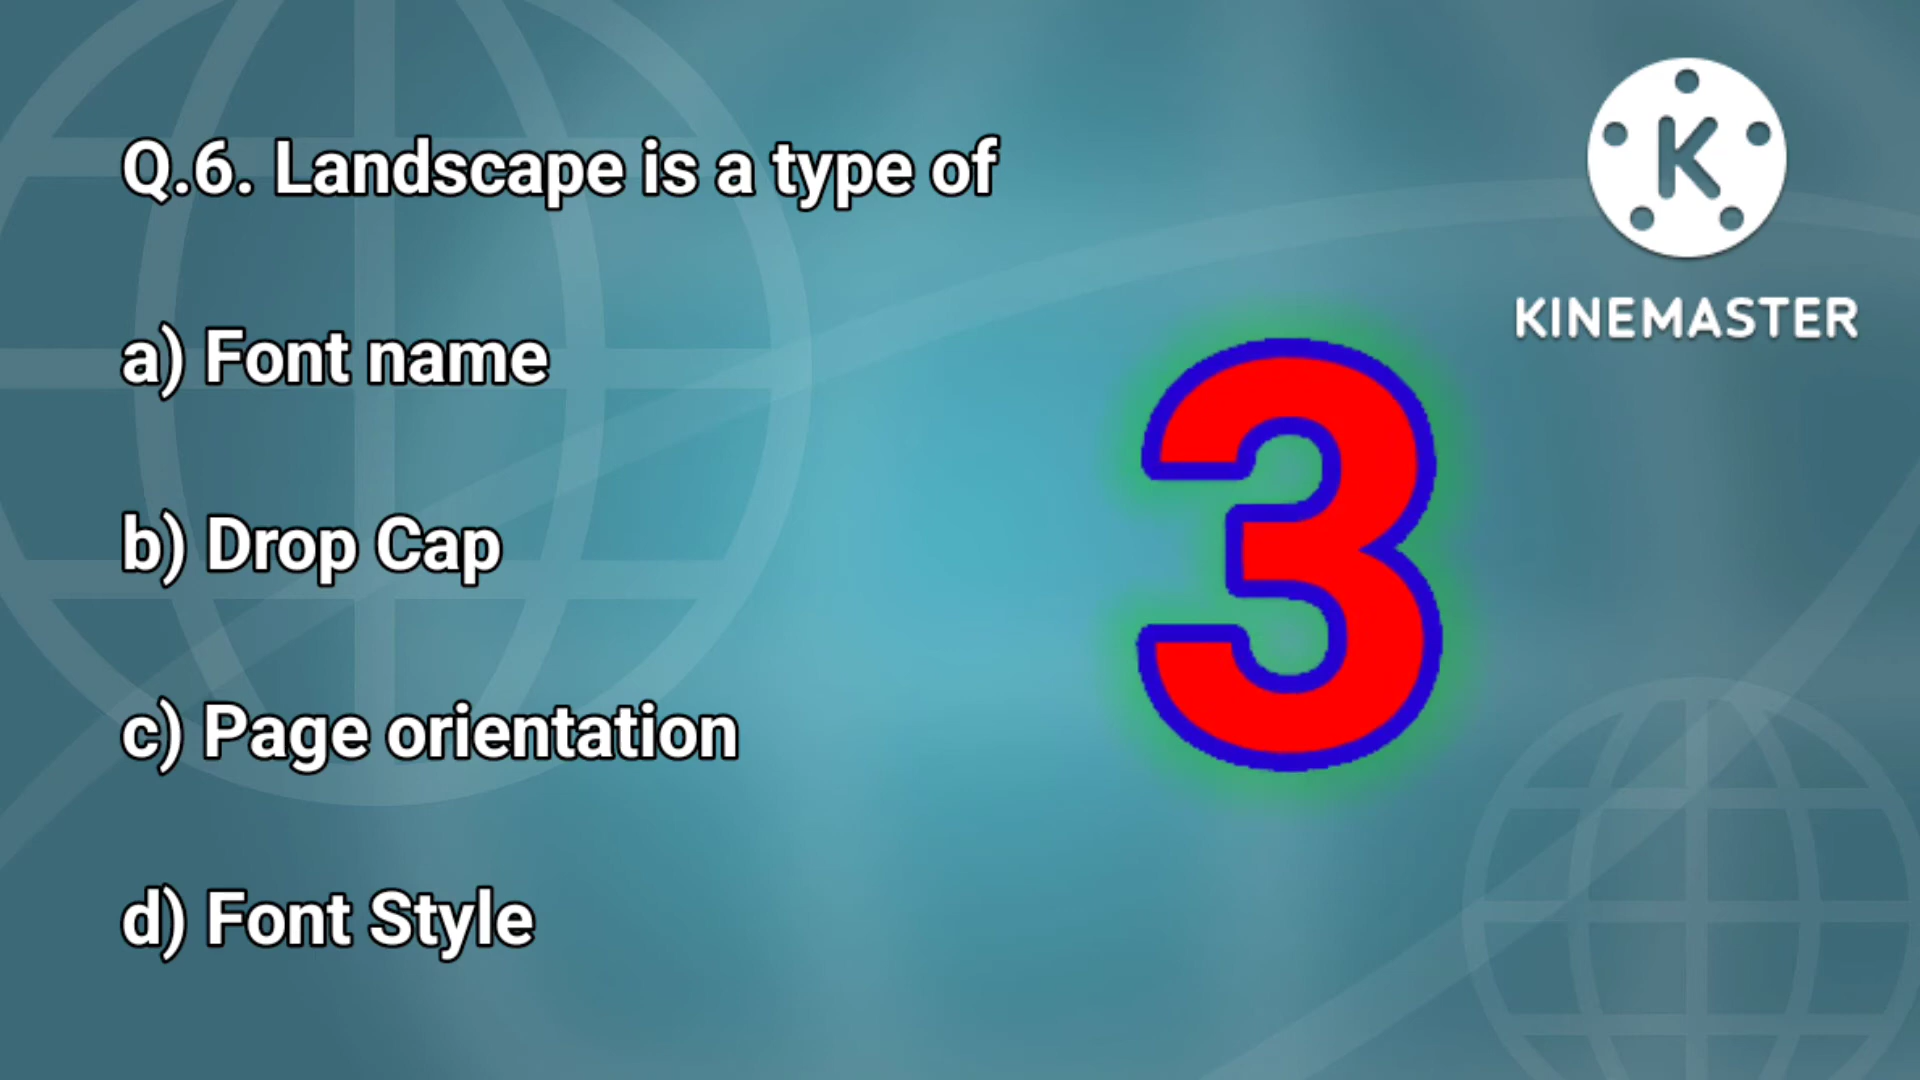 Q.6. Landscape is a type of
a) Font name
b) Drop Cap
c) Page orientation
d) Font Style
3
K
KINEMASTER